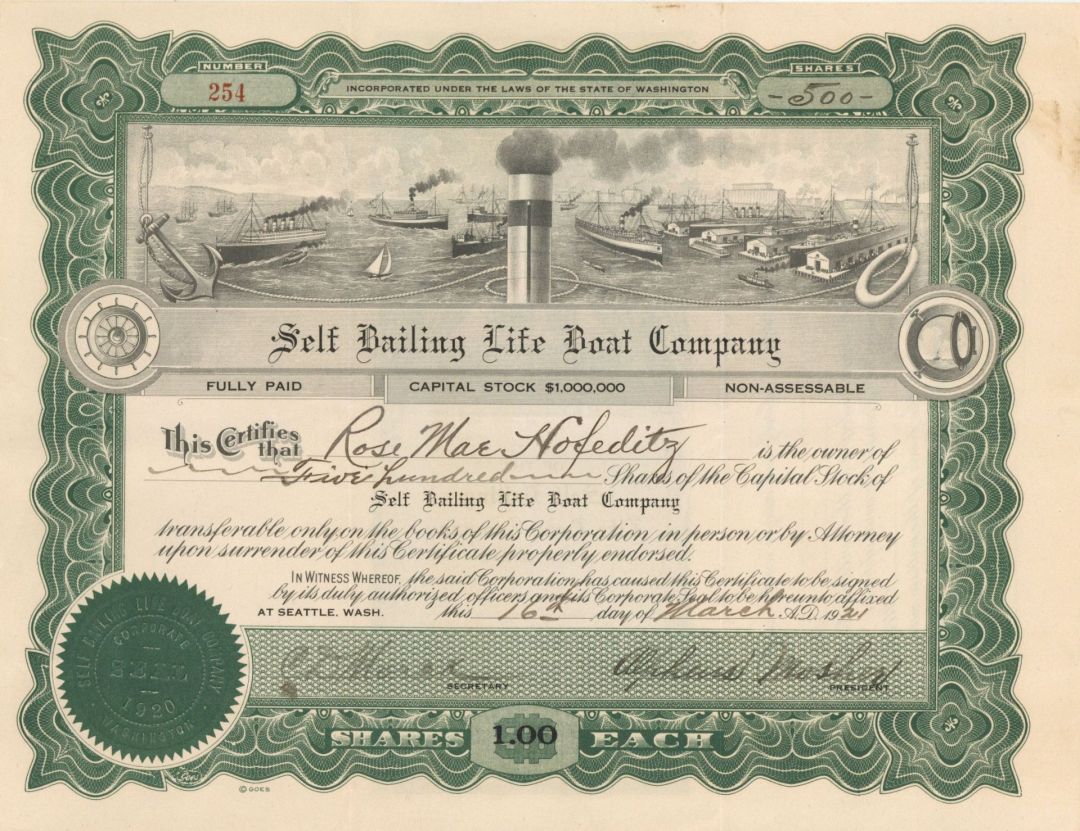 NUMBER
254
INCORPORATED UNDER THE LAWS OF THE STATE OF WASHINGTON
SHARES
-500-
Self Bailing Life Boat Company
FULLY PAID
CAPITAL STOCK $1,000,000
NON-ASSESSABLE
This Certifies that Rose Mae Hofeditz is the owner of
Five hundred Shares of the Capital Stock of
Self Bailing Life Boat Company
transferable only on the books of this Corporation in person or by Attorney
upon surrender of this Certificate properly endorsed.
IN WITNESS WHEREOF, the said Corporation has caused this Certificate to be signed
by its duly authorized officers and its Corporate Seal to be hereunto affixed
AT SEATTLE, WASH. this 16th day of March A.D. 1921
SELF BAILING LIFE BOAT COMPANY
CORPORATE
SEAL
1920
WASHINGTON
SECRETARY
Alpheus
PRESIDENT
SHARES 1.00 EACH
© GOES